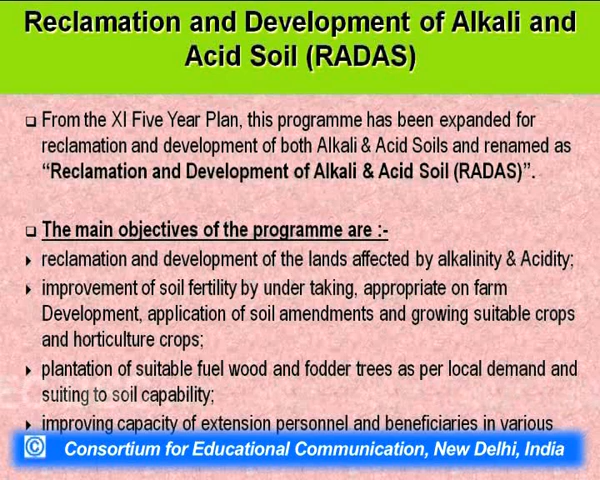 Reclamation and Development of Alkali and
Acid Soil (RADAS)
From the XI Five Year Plan, this programme has been expanded for
reclamation and development of both Alkali & Acid Soils and renamed as
“Reclamation and Development of Alkali & Acid Soil (RADAS)”.
The main objectives of the programme are :-
reclamation and development of the lands affected by alkalinity & Acidity;
improvement of soil fertility by under taking, appropriate on farm
Development, application of soil amendments and growing suitable crops
and horticulture crops;
plantation of suitable fuel wood and fodder trees as per local demand and
suiting to soil capability;
improving capacity of extension personnel and beneficiaries in various
© Consortium for Educational Communication, New Delhi, India